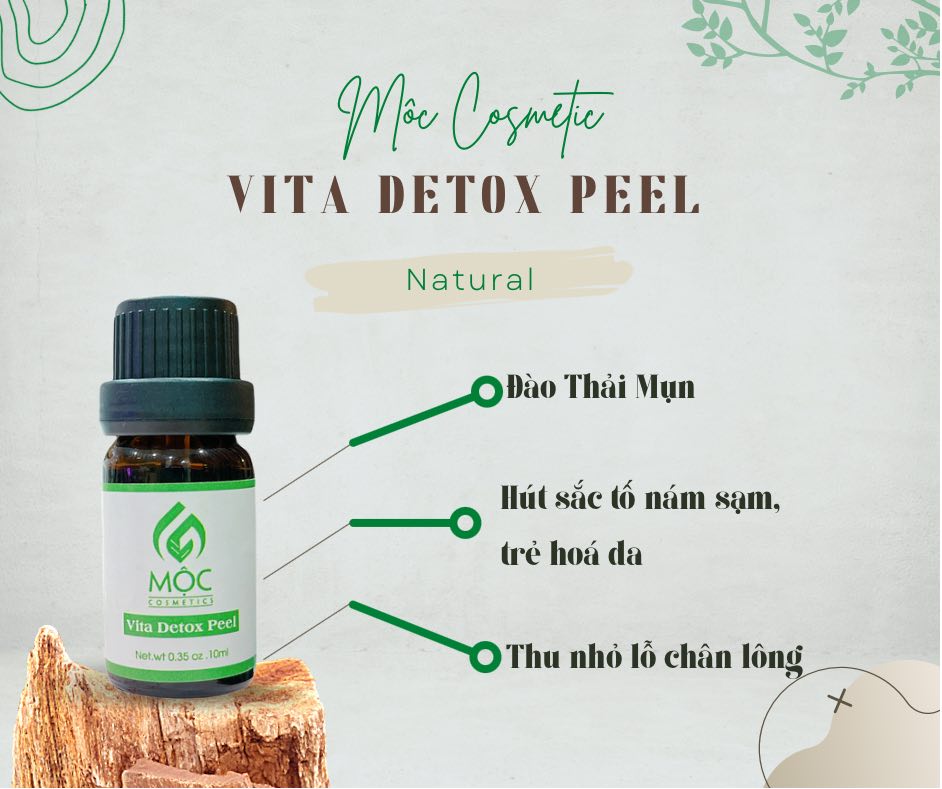 Mộc Cosmetic
VITA DETOX PEEL
Natural
Đào Thải Mụn
Hút sắc tố nám sạm,
trẻ hoá da
Thu nhỏ lỗ chân lông
MỘC
COSMETICS
Vita Detox Peel
Net.wt 0.35 oz .10ml